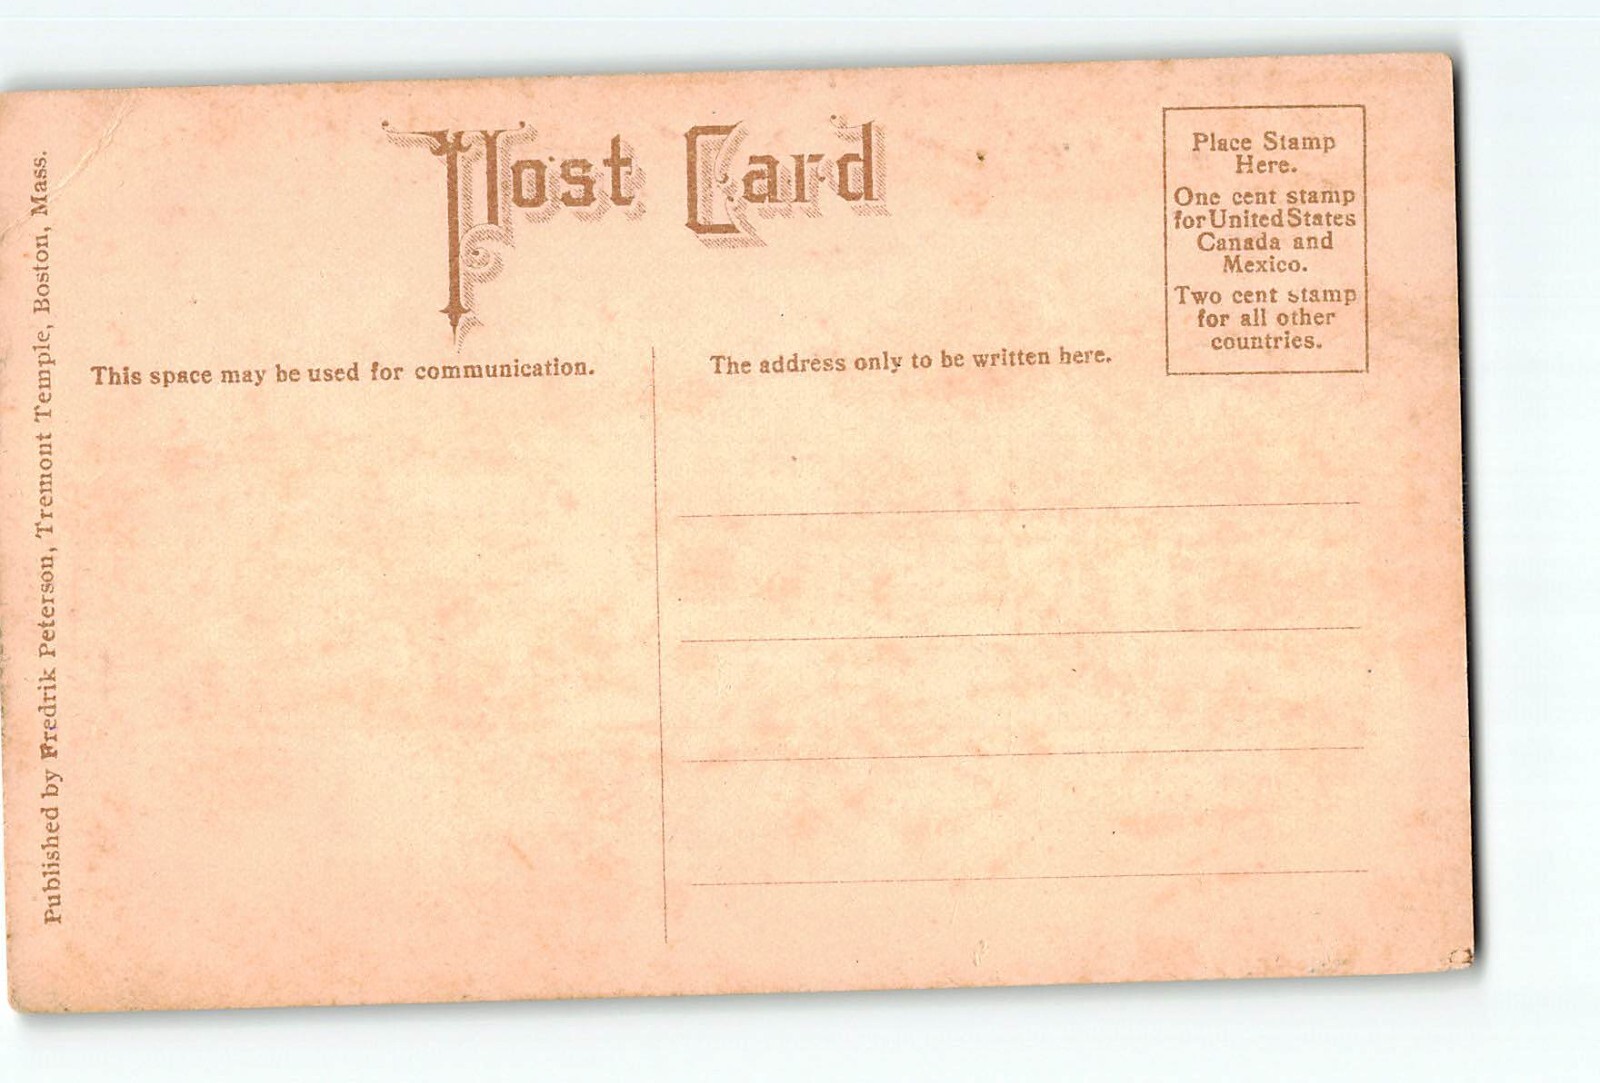 Post Card
Place Stamp
Here.
One cent stamp
for United States
Canada and
Mexico.
Two cent stamp
for all other
countries.
This space may be used for communication.
The address only to be written here.
Published by Fredrik Peterson, Tremont Temple, Boston, Mass.